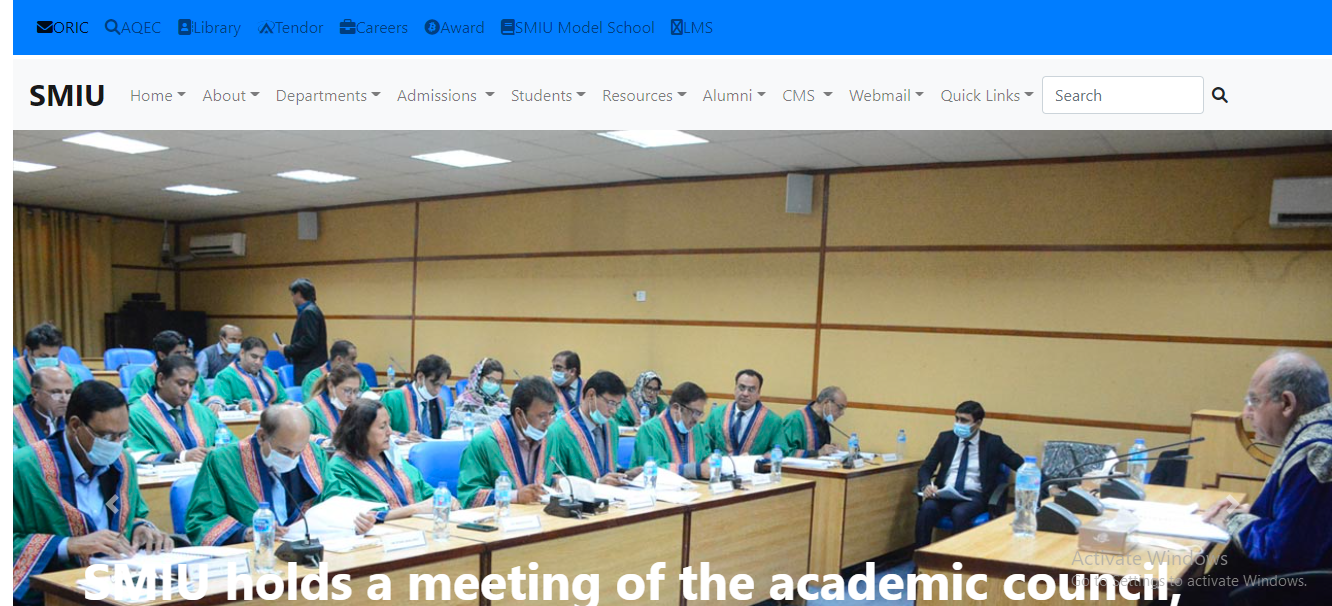 ORIC AQEC Library Tendor Careers Award SMIU Model School LMS
SMIU Home About Departments Admissions Students Resources Alumni CMS Webmail Quick Links Search
Activate Windows
SMIU holds a meeting of the academic council,
Go to Settings to activate Windows.